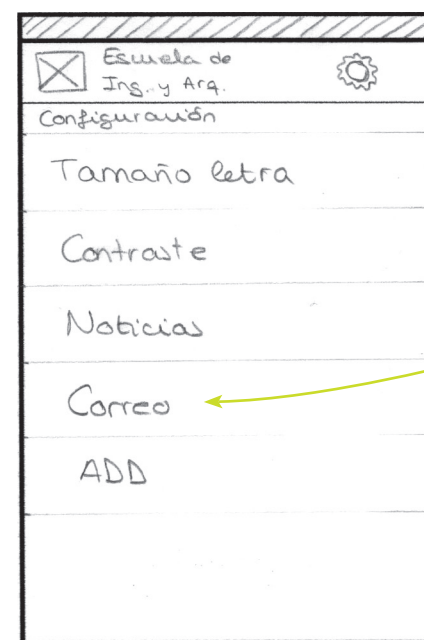 Escuela de
Ing. y Arq.
Configuración
Tamaño letra
Contraste
Noticias
Correo
ADD